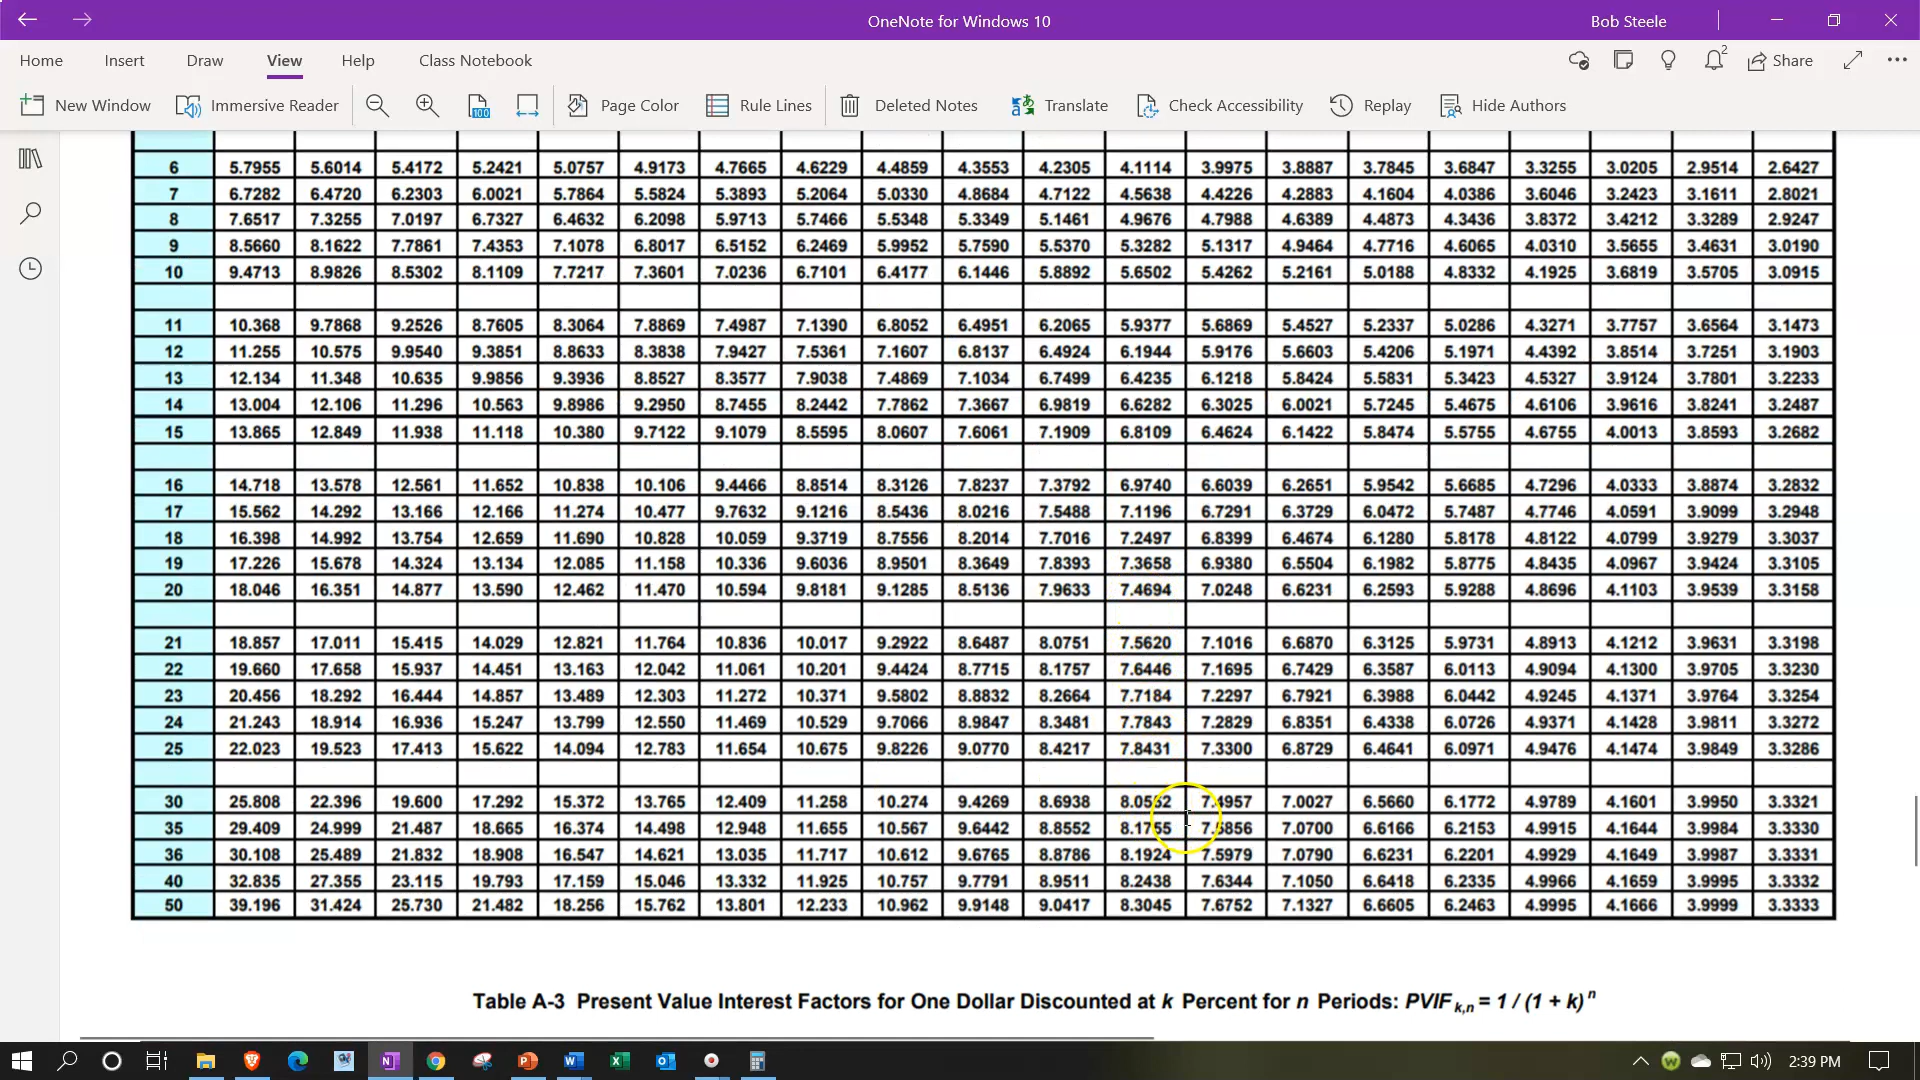 OneNote for Windows 10
Bob Steele
Home Insert Draw View Help Class Notebook
2
Share
New Window Immersive Reader 100 Page Color Rule Lines Deleted Notes Translate Check Accessibility Replay Hide Authors
6 5.7955 5.6014 5.4172 5.2421 5.0757 4.9173 4.7665 4.6229 4.4859 4.3553 4.2305 4.1114 3.9975 3.8887 3.7845 3.6847 3.3255 3.0205 2.9514 2.6427
7 6.7282 6.4720 6.2303 6.0021 5.7864 5.5824 5.3893 5.2064 5.0330 4.8684 4.7122 4.5638 4.4226 4.2883 4.1604 4.0386 3.6046 3.2423 3.1611 2.8021
8 7.6517 7.3255 7.0197 6.7327 6.4632 6.2098 5.9713 5.7466 5.5348 5.3349 5.1461 4.9676 4.7988 4.6389 4.4873 4.3436 3.8372 3.4212 3.3289 2.9247
9 8.5660 8.1622 7.7861 7.4353 7.1078 6.8017 6.5152 6.2469 5.9952 5.7590 5.5370 5.3282 5.1317 4.9464 4.7716 4.6065 4.0310 3.5655 3.4631 3.0190
10 9.4713 8.9826 8.5302 8.1109 7.7217 7.3601 7.0236 6.7101 6.4177 6.1446 5.8892 5.6502 5.4262 5.2161 5.0188 4.8332 4.1925 3.6819 3.5705 3.0915
11 10.368 9.7868 9.2526 8.7605 8.3064 7.8869 7.4987 7.1390 6.8052 6.4951 6.2065 5.9377 5.6869 5.4527 5.2337 5.0286 4.3271 3.7757 3.6564 3.1473
12 11.255 10.575 9.9540 9.3851 8.8633 8.3838 7.9427 7.5361 7.1607 6.8137 6.4924 6.1944 5.9176 5.6603 5.4206 5.1971 4.4392 3.8514 3.7251 3.1903
13 12.134 11.348 10.635 9.9856 9.3936 8.8527 8.3577 7.9038 7.4869 7.1034 6.7499 6.4235 6.1218 5.8424 5.5831 5.3423 4.5327 3.9124 3.7801 3.2233
14 13.004 12.106 11.296 10.563 9.8986 9.2950 8.7455 8.2442 7.7862 7.3667 6.9819 6.6282 6.3025 6.0021 5.7245 5.4675 4.6106 3.9616 3.8241 3.2487
15 13.865 12.849 11.938 11.118 10.380 9.7122 9.1079 8.5595 8.0607 7.6061 7.1909 6.8109 6.4624 6.1422 5.8474 5.5755 4.6755 4.0013 3.8593 3.2682
16 14.718 13.578 12.561 11.652 10.838 10.106 9.4466 8.8514 8.3126 7.8237 7.3792 6.9740 6.6039 6.2651 5.9542 5.6685 4.7296 4.0333 3.8874 3.2832
17 15.562 14.292 13.166 12.166 11.274 10.477 9.7632 9.1216 8.5436 8.0216 7.5488 7.1196 6.7291 6.3729 6.0472 5.7487 4.7746 4.0591 3.9099 3.2948
18 16.398 14.992 13.754 12.659 11.690 10.828 10.059 9.3719 8.7556 8.2014 7.7016 7.2497 6.8399 6.4674 6.1280 5.8178 4.8122 4.0799 3.9279 3.3037
19 17.226 15.678 14.324 13.134 12.085 11.158 10.336 9.6036 8.9501 8.3649 7.8393 7.3658 6.9380 6.5504 6.1982 5.8775 4.8435 4.0967 3.9424 3.3105
20 18.046 16.351 14.877 13.590 12.462 11.470 10.594 9.8181 9.1285 8.5136 7.9633 7.4694 7.0248 6.6231 6.2593 5.9288 4.8696 4.1103 3.9539 3.3158
21 18.857 17.011 15.415 14.029 12.821 11.764 10.836 10.017 9.2922 8.6487 8.0751 7.5620 7.1016 6.6870 6.3125 5.9731 4.8913 4.1212 3.9631 3.3198
22 19.660 17.658 15.937 14.451 13.163 12.042 11.061 10.201 9.4424 8.7715 8.1757 7.6446 7.1695 6.7429 6.3587 6.0113 4.9094 4.1300 3.9705 3.3230
23 20.456 18.292 16.444 14.857 13.489 12.303 11.272 10.371 9.5802 8.8832 8.2664 7.7184 7.2297 6.7921 6.3988 6.0442 4.9245 4.1371 3.9764 3.3254
24 21.243 18.914 16.936 15.247 13.799 12.550 11.469 10.529 9.7066 8.9847 8.3481 7.7843 7.2829 6.8351 6.4338 6.0726 4.9371 4.1428 3.9811 3.3272
25 22.023 19.523 17.413 15.622 14.094 12.783 11.654 10.675 9.8226 9.0770 8.4217 7.8431 7.3300 6.8729 6.4641 6.0971 4.9476 4.1474 3.9849 3.3286
30 25.808 22.396 19.600 17.292 15.372 13.765 12.409 11.258 10.274 9.4269 8.6938 8.0552 7.4957 7.0027 6.5660 6.1772 4.9789 4.1601 3.9950 3.3321
35 29.409 24.999 21.487 18.665 16.374 14.498 12.948 11.655 10.567 9.6442 8.8552 8.1755 7.5856 7.0700 6.6166 6.2153 4.9915 4.1644 3.9984 3.3330
36 30.108 25.489 21.832 18.908 16.547 14.621 13.035 11.717 10.612 9.6765 8.8786 8.1924 7.5979 7.0790 6.6231 6.2201 4.9929 4.1649 3.9987 3.3331
40 32.835 27.355 23.115 19.793 17.159 15.046 13.332 11.925 10.757 9.7791 8.9511 8.2438 7.6344 7.1050 6.6418 6.2335 4.9966 4.1659 3.9995 3.3332
50 39.196 31.424 25.730 21.482 18.256 15.762 13.801 12.233 10.962 9.9148 9.0417 8.3045 7.6752 7.1327 6.6605 6.2463 4.9995 4.1666 3.9999 3.3333
Table A-3 Present Value Interest Factors for One Dollar Discounted at k Percent for n Periods: PVIF k,n = 1 / (1 + k) n
2:39 PM